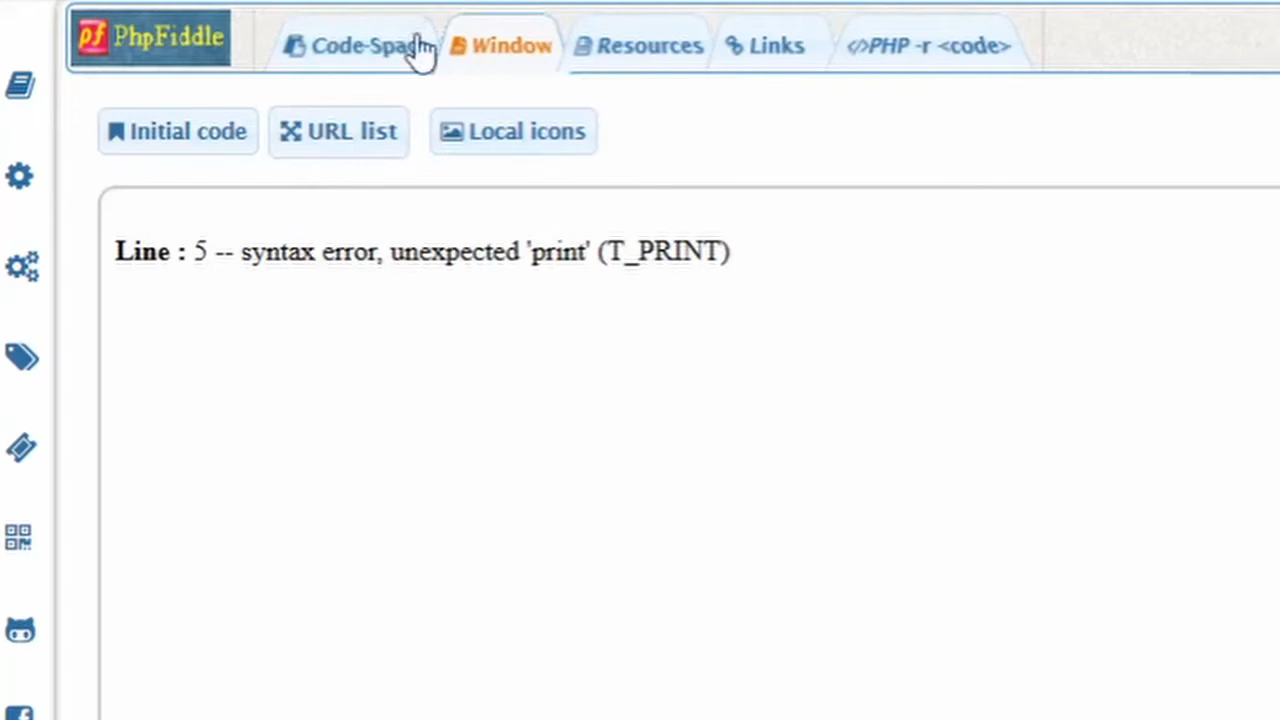 PhpFiddle
Code-Spac
Window
Resources
Links
</>PHP -r <code>
Initial code
URL list
Local icons
Line : 5 -- syntax error, unexpected 'print' (T_PRINT)